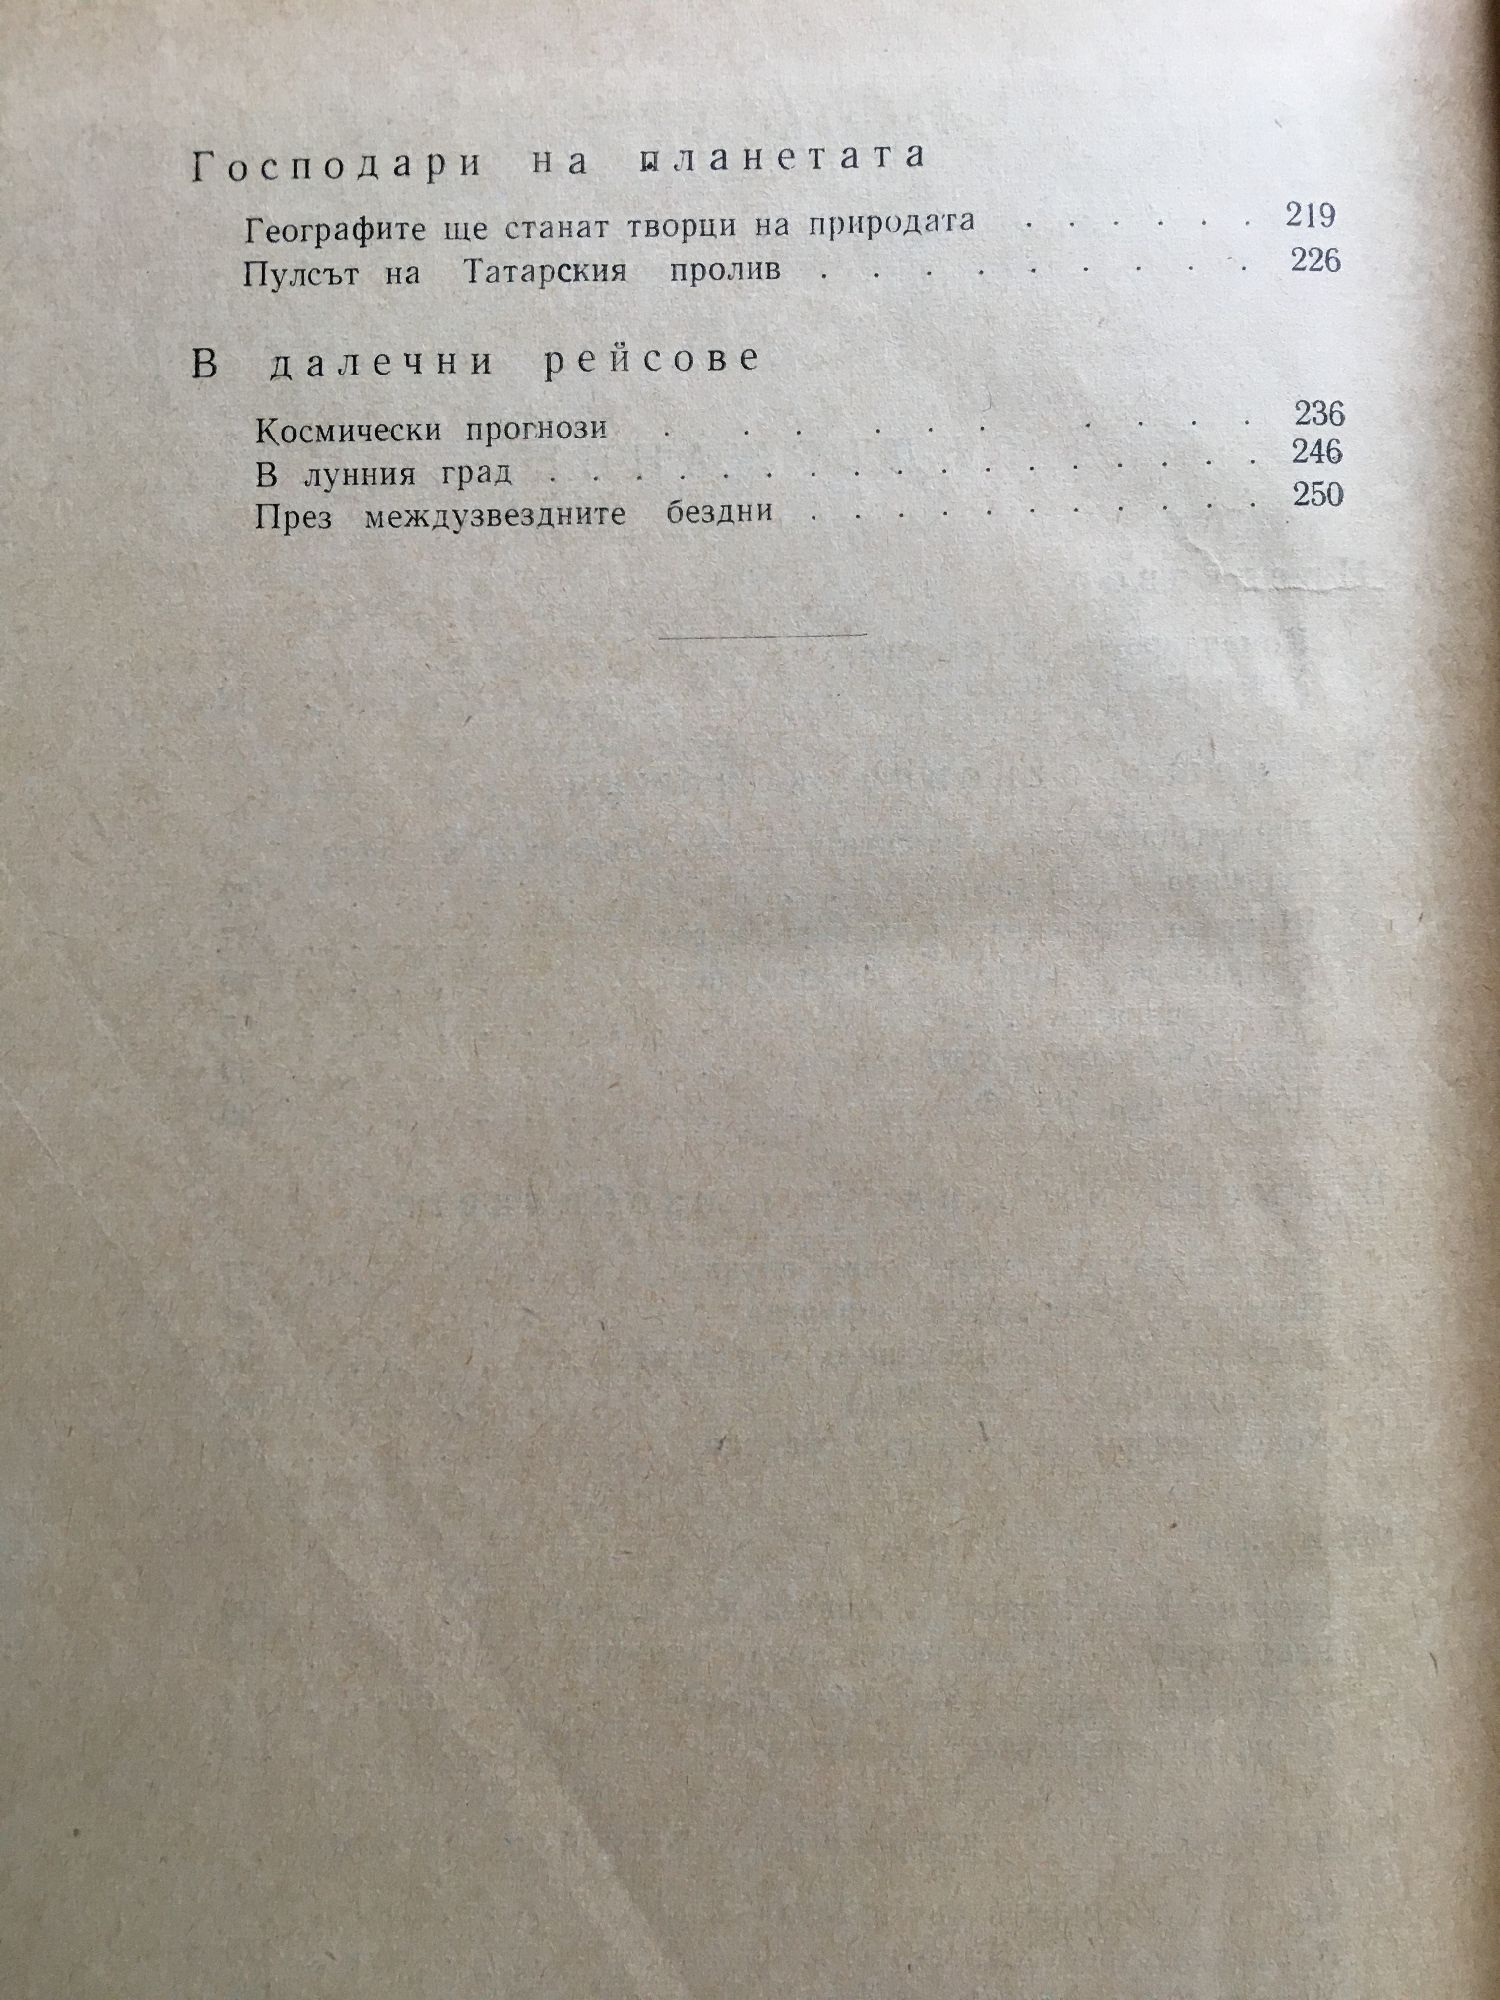 Господари на планетата
Географите ще станат творци на природата . . . . . . 219
Пулсът на Татарския пролив . . . . . . . . . 226
В далечни рейсове
Космически прогнози . . . . . . . . . . 236
В лунния град . . . . . . . . . . . . . . . . . 246
През междузвездните бездни . . . . . . . . . . . 250